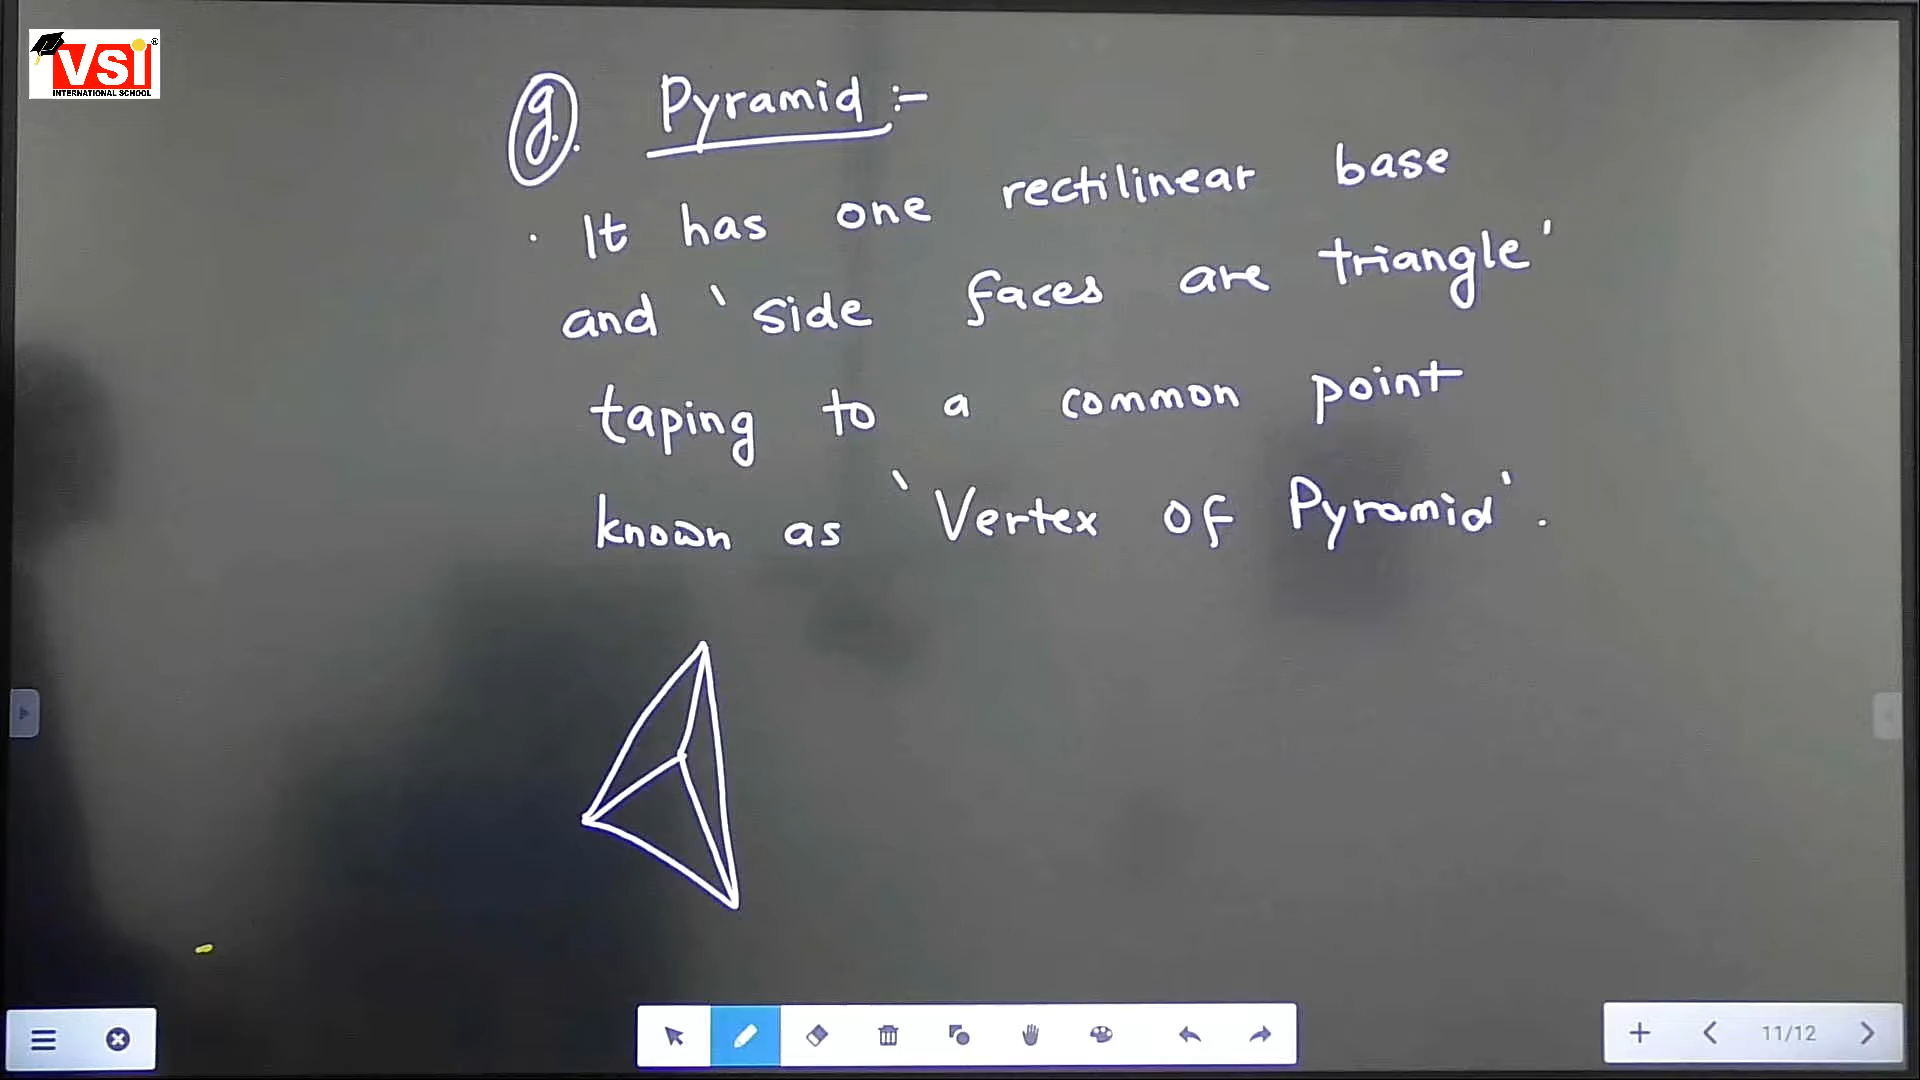 VSI
INTERNATIONAL SCHOOL
g. Pyramid :-
· It has one rectilinear base
and 'side faces are triangle'
taping to a common point
known as 'Vertex of Pyramid'.
11/12